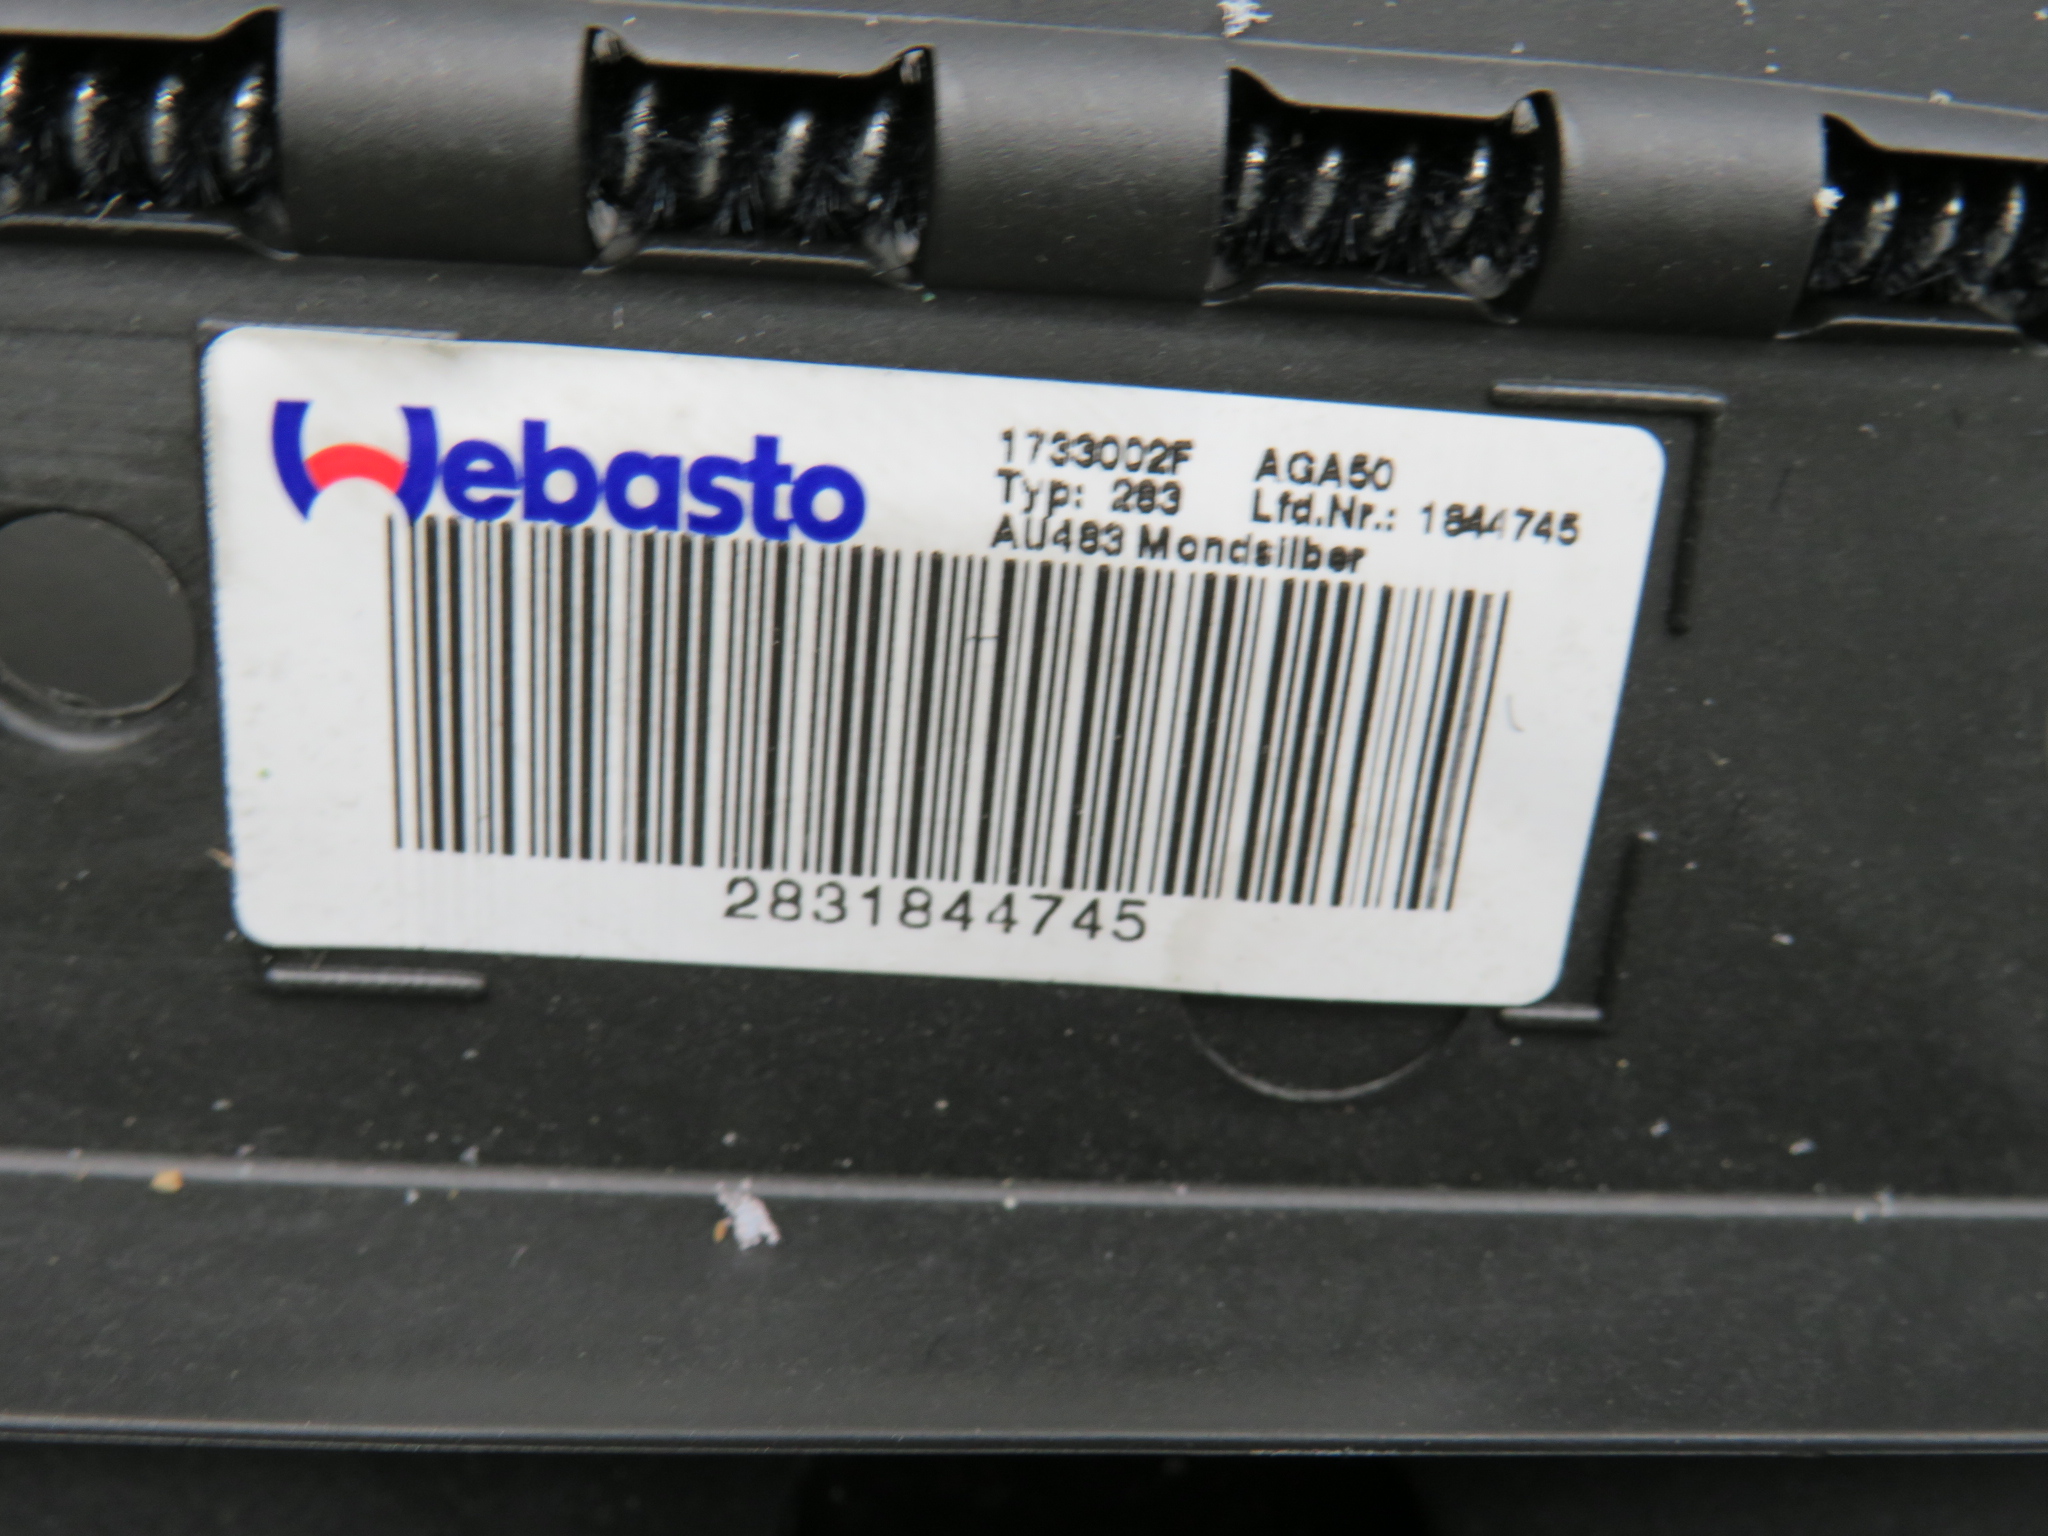 Webasto
1733002F AGA50
Typ: 283 Lfd.Nr.: 1844745
AU483 Mondsilber
2831844745